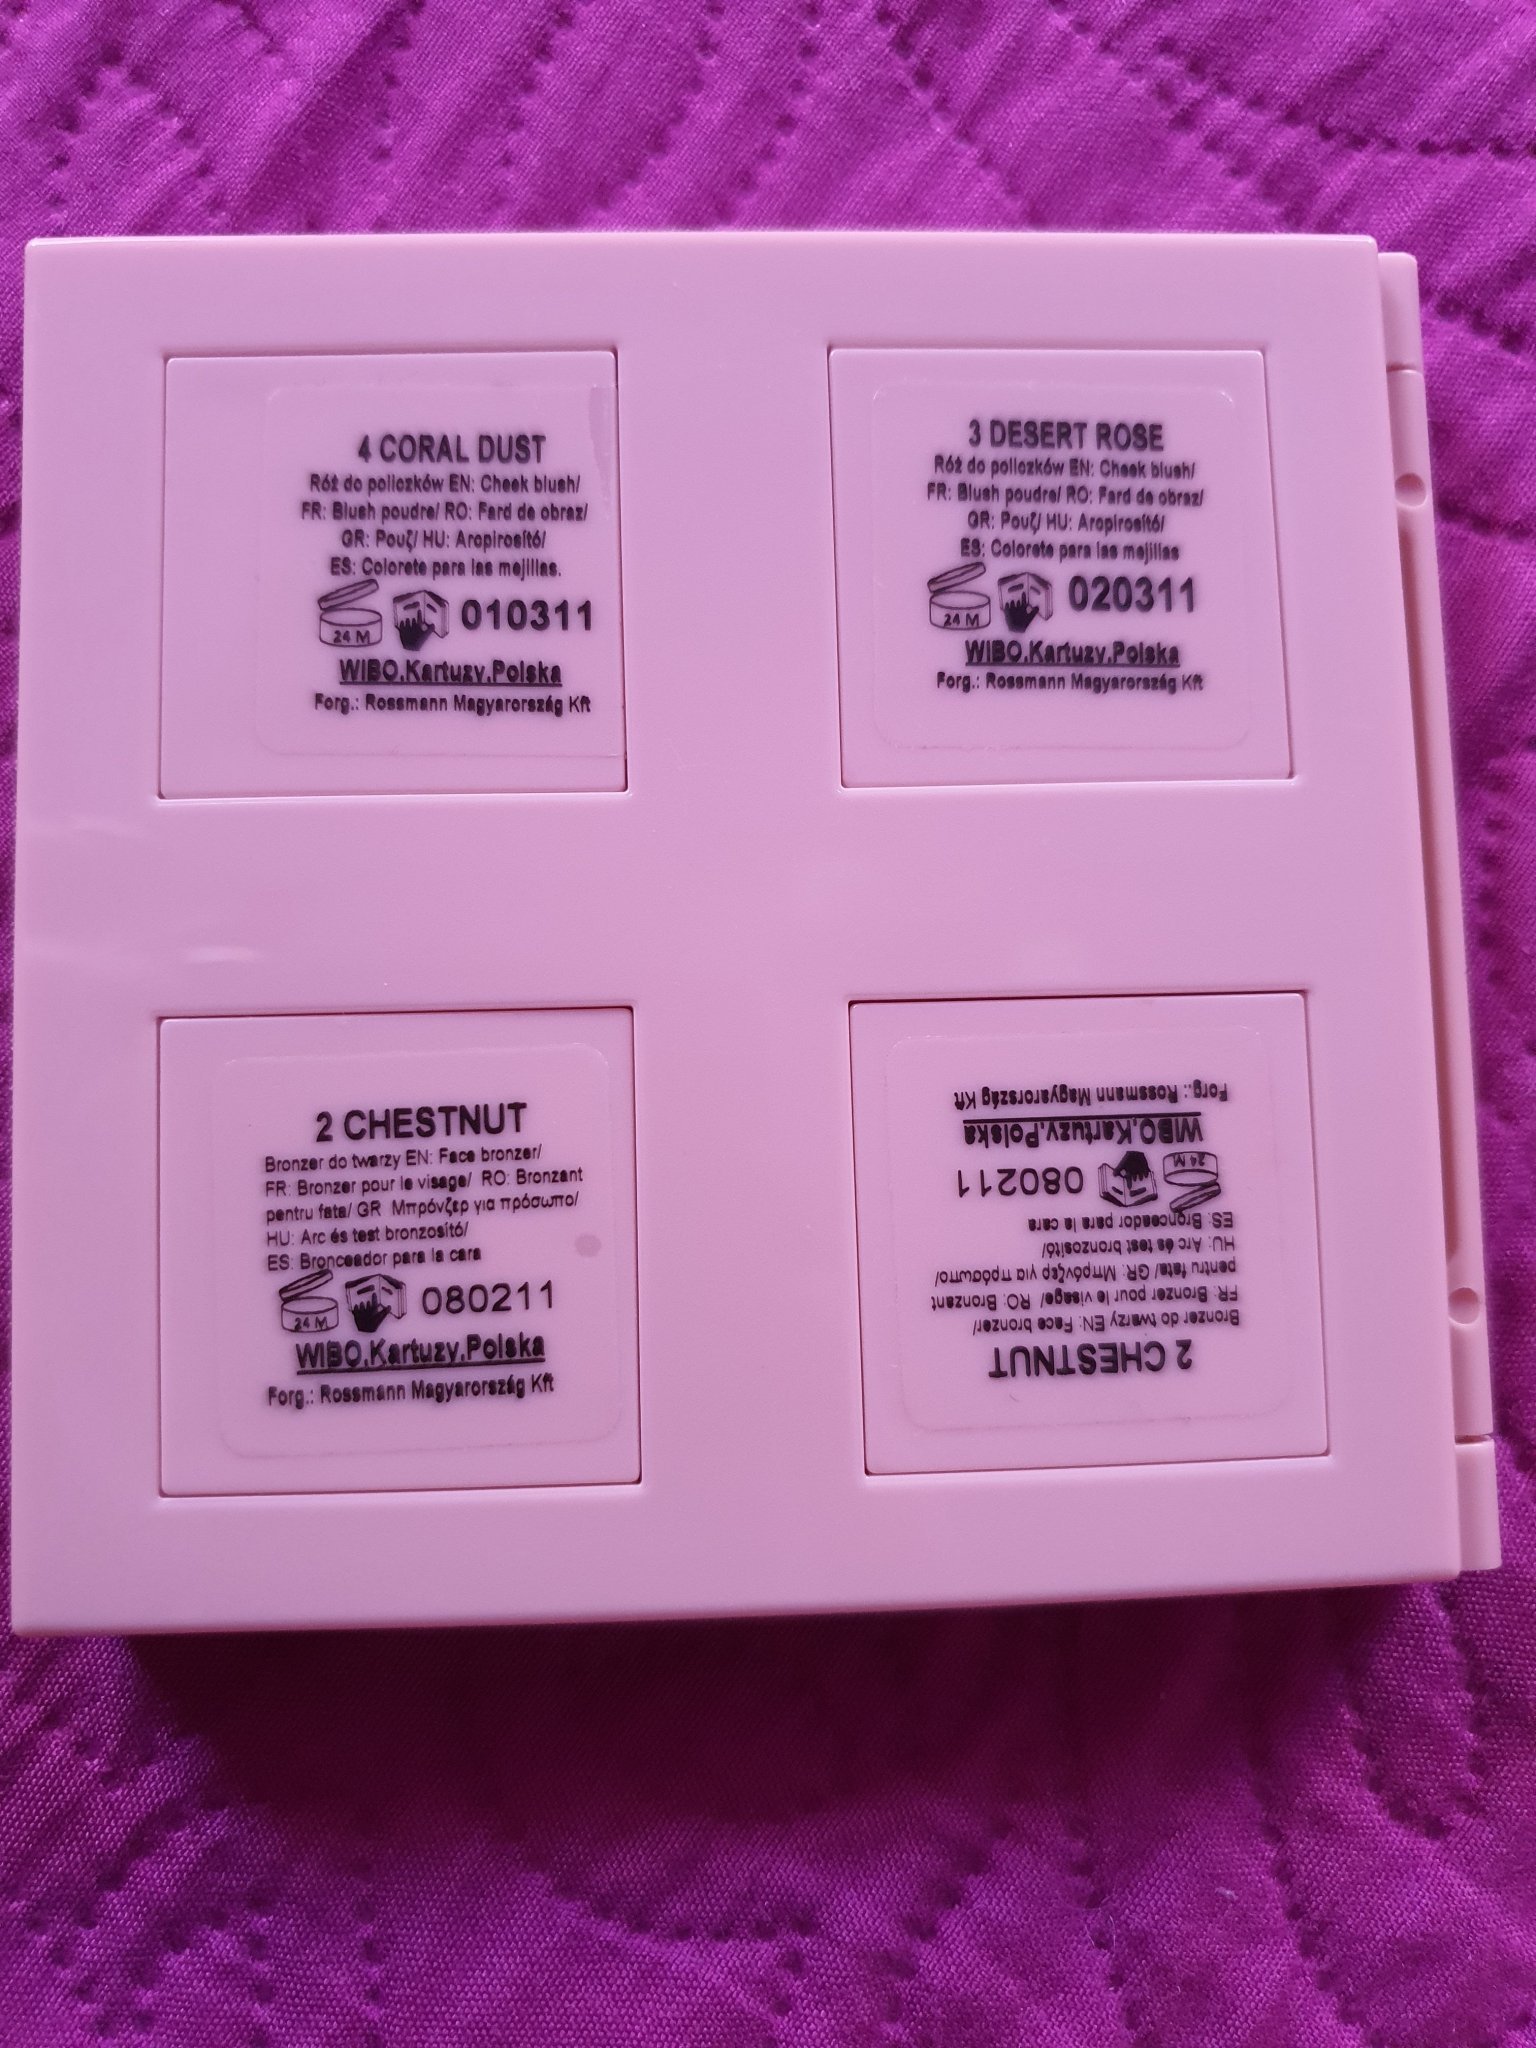 4 CORAL DUST
Róż do policzków EN: Cheek blush/
FR: Blush poudre/ RO: Fard de obraz/
GR: Ρουζ/ HU: Arcpirosító/
ES: Colorete para las mejillas.
24 M 010311
WIBO,Kartuzy,Polska
Forg.: Rossmann Magyarország Kft
3 DESERT ROSE
Róż do policzków EN: Cheek blush/
FR: Blush poudre/ RO: Fard de obraz/
GR: Ρουζ/ HU: Arcpirosító/
ES: Colorete para las mejillas
24 M 020311
WIBO,Kartuzy,Polska
Forg.: Rossmann Magyarország Kft
2 CHESTNUT
Bronzer do twarzy EN: Face bronzer/
FR: Bronzer pour le visage/ RO: Bronzant
pentru fata/ GR Μπρόνζερ για πρόσωπο/
HU: Arc és test bronzosító/
ES: Bronceador para la cara
24 M 080211
WIBO,Kartuzy,Polska
Forg.: Rossmann Magyarország Kft
2 CHESTNUT
Bronzer do twarzy EN: Face bronzer/
FR: Bronzer pour le visage/ RO: Bronzant
pentru fata/ GR: Μπρόνζερ για πρόσωπο/
HU: Arc és test bronzosító/
ES: Bronceador para la cara
24 M 080211
WIBO,Kartuzy,Polska
Forg.: Rossmann Magyarország Kft